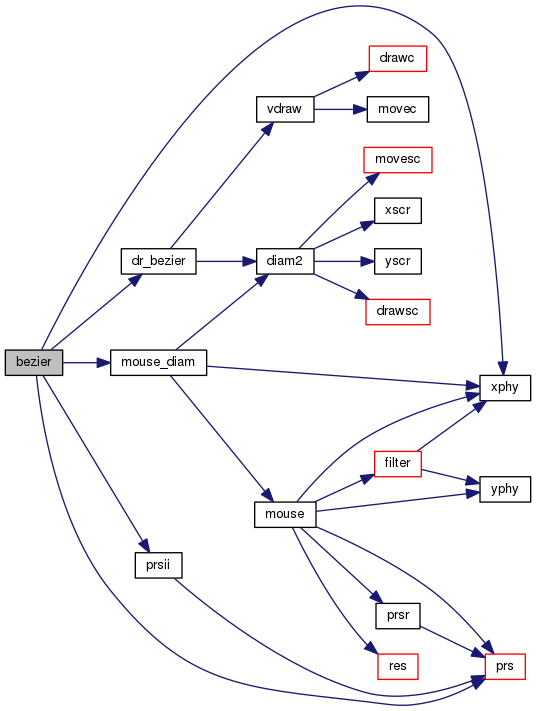 drawc
vdraw
movec
movesc
xscr
dr_bezier
diam2
yscr
drawsc
bezier
mouse_diam
xphy
filter
yphy
mouse
prsii
prsr
res
prs